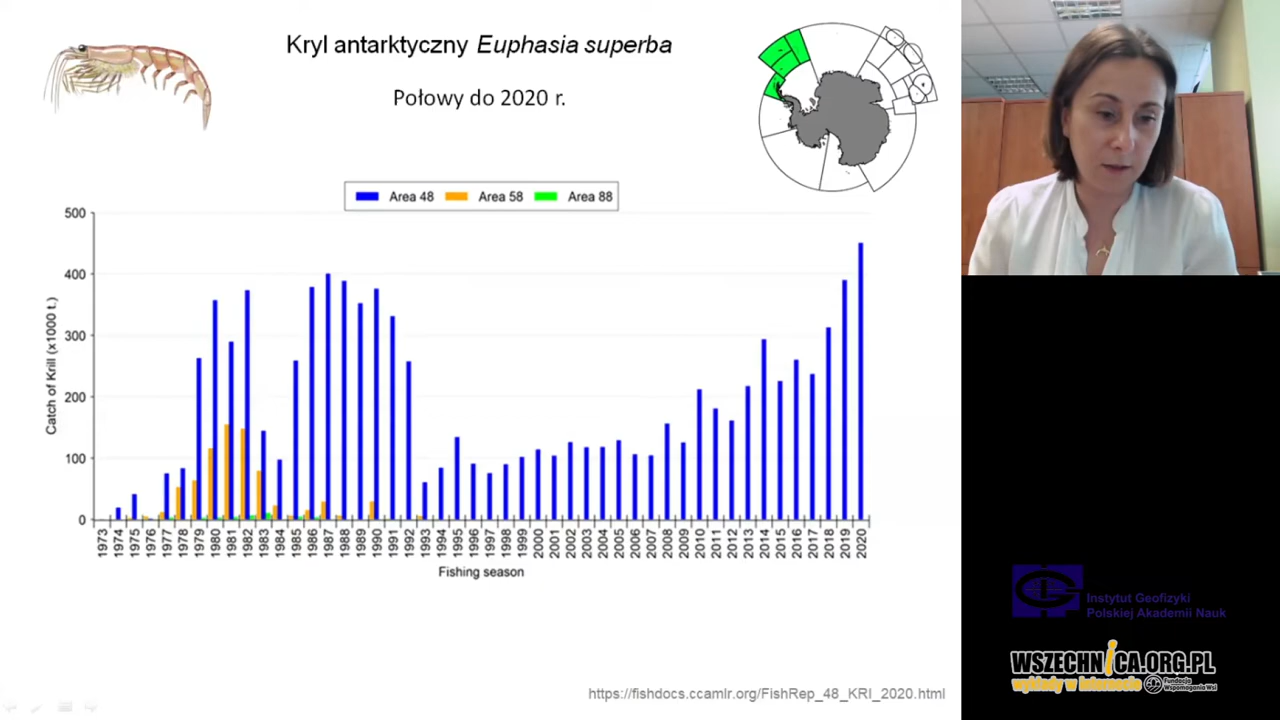 Kryl antarktyczny Euphasia superba
Połowy do 2020 r.
Area 48 Area 58 Area 88
500
400
300
200
100
0
Catch of Krill (x1000 t.)
1973 1974 1975 1976 1977 1978 1979 1980 1981 1982 1983 1984 1985 1986 1987 1988 1989 1990 1991 1992 1993 1994 1995 1996 1997 1998 1999 2000 2001 2002 2003 2004 2005 2006 2007 2008 2009 2010 2011 2012 2013 2014 2015 2016 2017 2018 2019 2020
Fishing season
https://fishdocs.ccamlr.org/FishRep_48_KRI_2020.html
Instytut Geofizyki
Polskiej Akademii Nauk
WSZECHNICA.ORG.PL
wykłady w internecie
Fundacja
Wspomagania Wsi